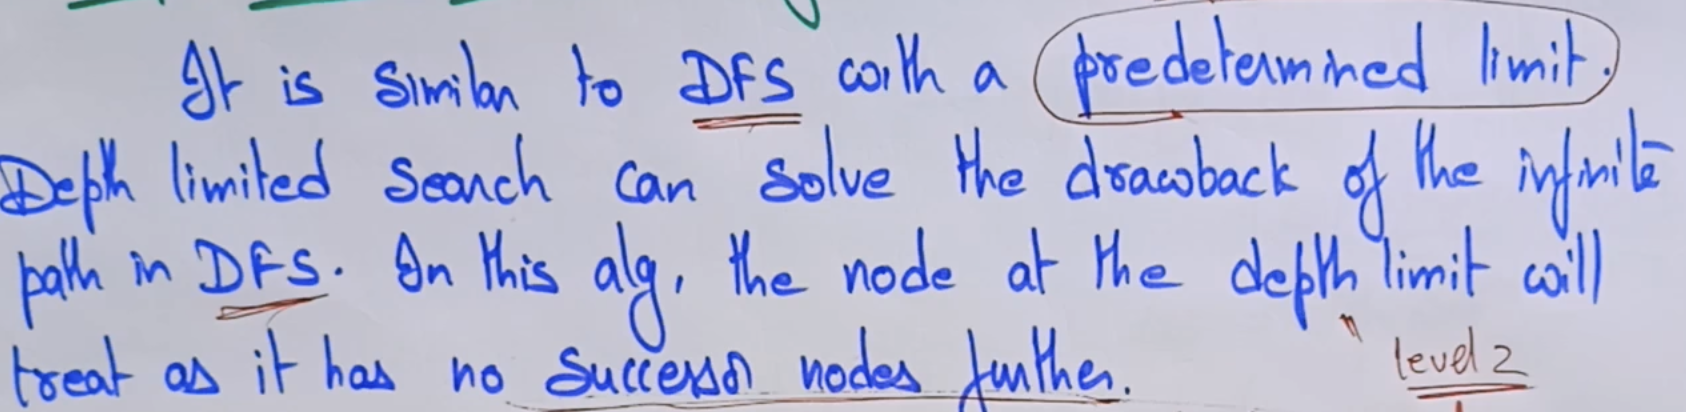 It is similar to DFS with a predetermined limit.
Depth limited search can solve the drawback of the infinite
path in DFS. In this alg, the node at the depth limit will
treat as it has no successor nodes further.
level 2